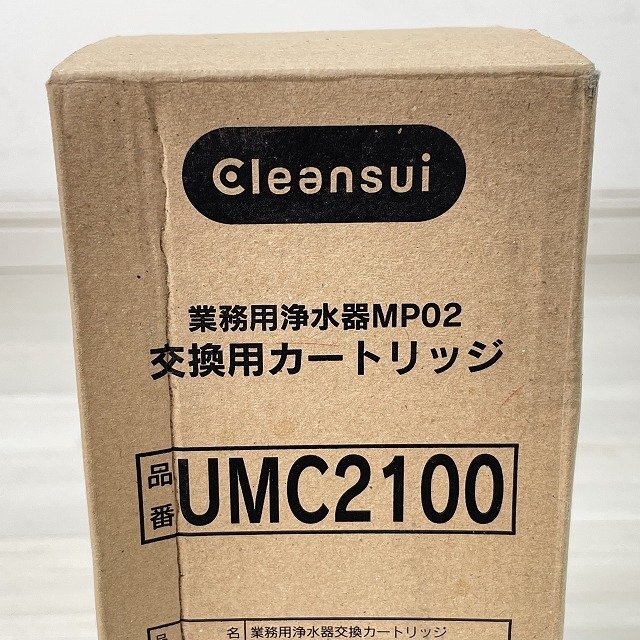 Cleansui
業務用浄水器MP02
交換用カートリッジ
品番 UMC2100
品名 業務用浄水器交換カートリッジ